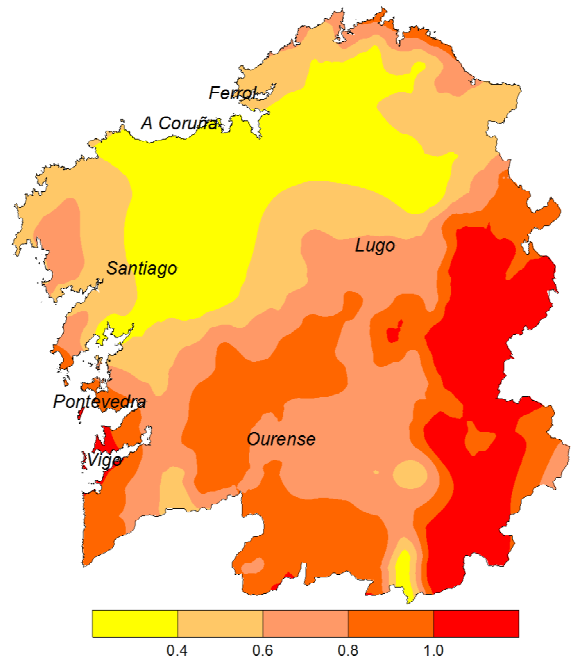 Ferrol
A Coruña
Lugo
Santiago
Pontevedra
Ourense
Vigo
0.4 0.6 0.8 1.0